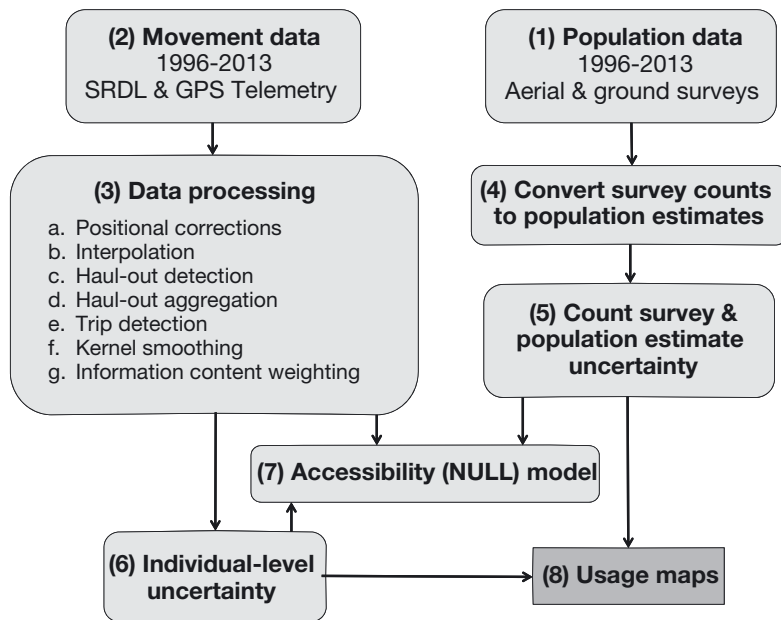 (2) Movement data
1996-2013
SRDL & GPS Telemetry
(1) Population data
1996-2013
Aerial & ground surveys
(3) Data processing
a. Positional corrections
b. Interpolation
c. Haul-out detection
d. Haul-out aggregation
e. Trip detection
f. Kernel smoothing
g. Information content weighting
(4) Convert survey counts
to population estimates
(5) Count survey &
population estimate
uncertainty
(7) Accessibility (NULL) model
(6) Individual-level
uncertainty
(8) Usage maps